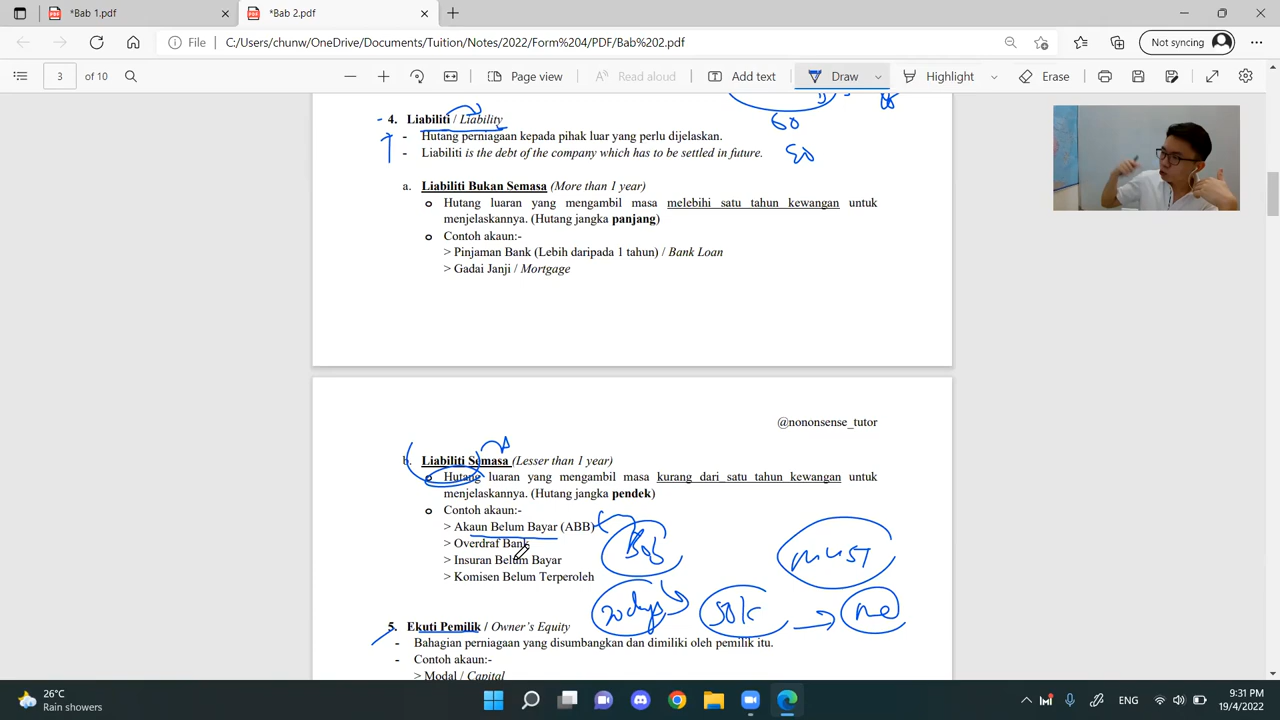 *Bab 1.pdf
*Bab 2.pdf
File C:/Users/chunw/OneDrive/Documents/Tuition/Notes/2022/Form%204/PDF/Bab%202.pdf
Not syncing
3 of 10
Page view
Read aloud
Add text
Draw
Highlight
Erase
60
4. Liabiliti / Liability
- Hutang perniagaan kepada pihak luar yang perlu dijelaskan.
- Liabiliti is the debt of the company which has to be settled in future.
a. Liabiliti Bukan Semasa (More than 1 year)
o Hutang luaran yang mengambil masa melebihi satu tahun kewangan untuk
menjelaskannya. (Hutang jangka panjang)
o Contoh akaun:-
> Pinjaman Bank (Lebih daripada 1 tahun) / Bank Loan
> Gadai Janji / Mortgage
@nononsense_tutor
b. Liabiliti Semasa (Lesser than 1 year)
o Hutang luaran yang mengambil masa kurang dari satu tahun kewangan untuk
menjelaskannya. (Hutang jangka pendek)
o Contoh akaun:-
> Akaun Belum Bayar (ABB)
> Overdraf Bank
> Insuran Belum Bayar
> Komisen Belum Terperoleh
Bob
must
20 days
50k
me
5. Ekuti Pemilik / Owner's Equity
- Bahagian perniagaan yang disumbangkan dan dimiliki oleh pemilik itu.
- Contoh akaun:-
> Modal / Capital
26°C
Rain showers
ENG
9:31 PM
19/4/2022